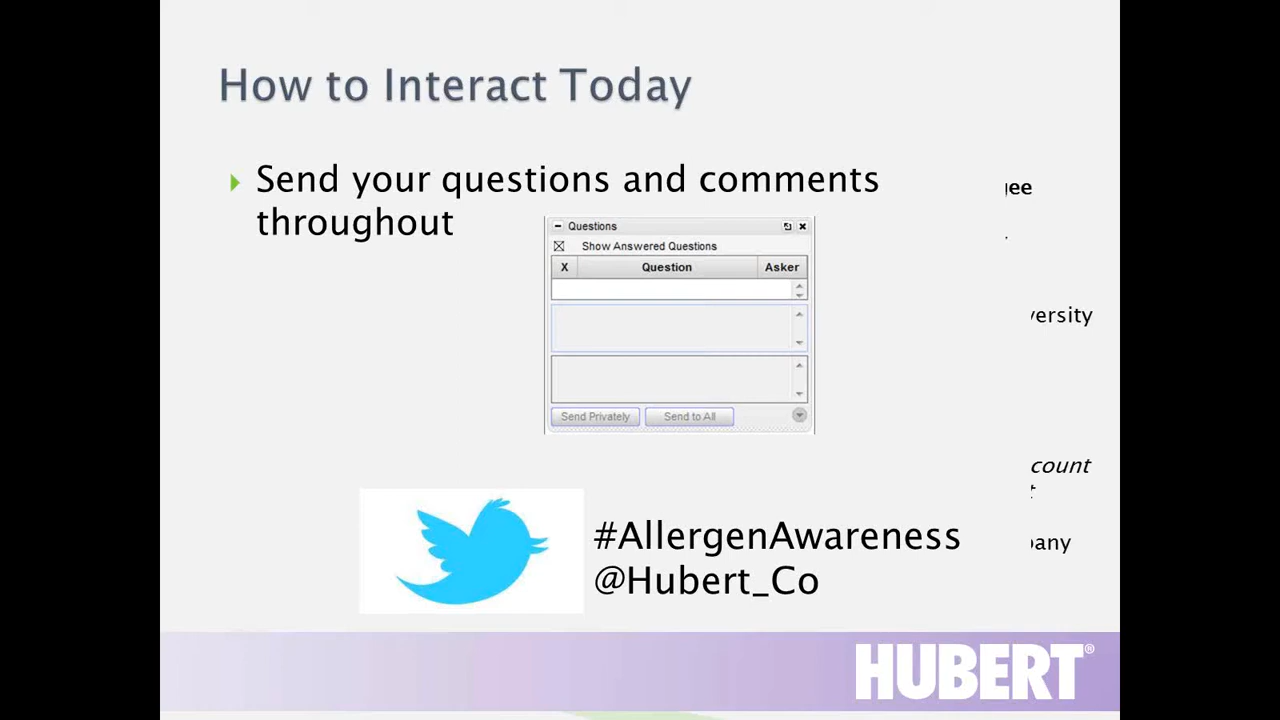 How to Interact Today
Send your questions and comments
throughout
Questions
Show Answered Questions
X Question Asker
Send Privately Send to All
#AllergenAwareness
@Hubert_Co
count
HUBERT®